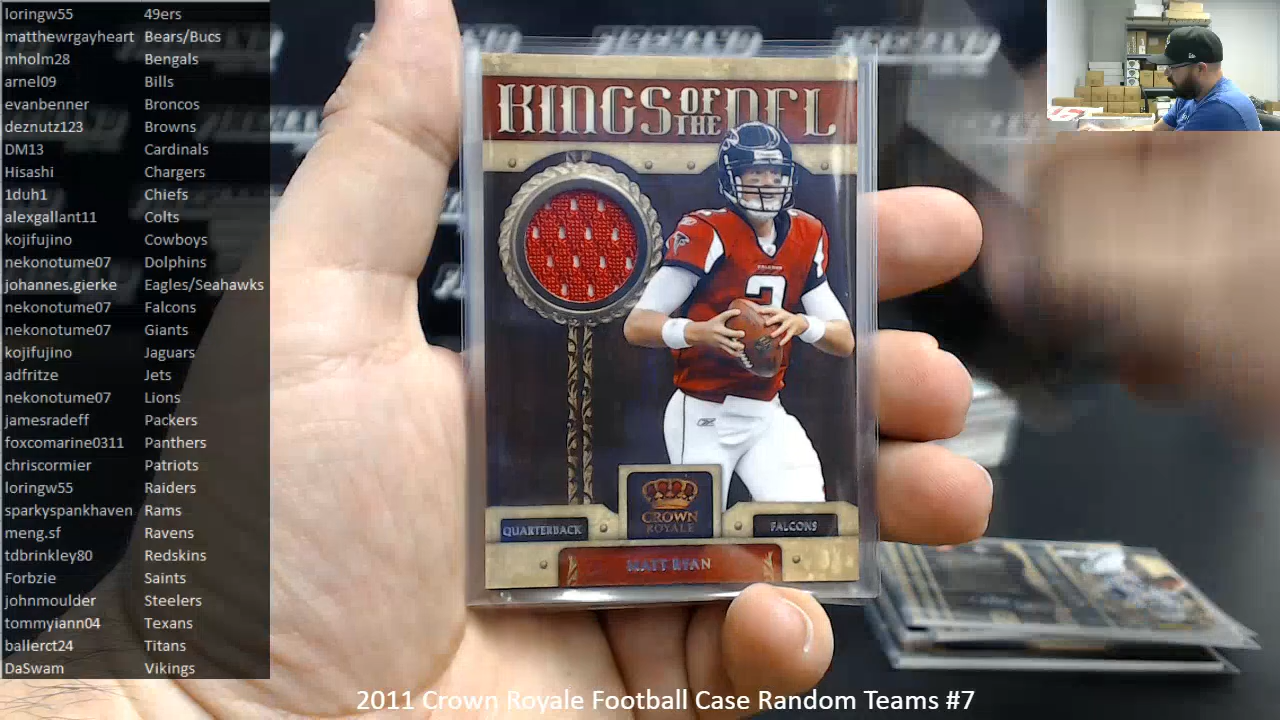 loringw55 49ers
matthewrgayheart Bears/Bucs
mholm28 Bengals
arnel09 Bills
evanbenner Broncos
deznutz123 Browns
DM13 Cardinals
Hisashi Chargers
1duh1 Chiefs
alexgallant11 Colts
kojifujino Cowboys
nekonotume07 Dolphins
johannes.gierke Eagles/Seahawks
nekonotume07 Falcons
nekonotume07 Giants
kojifujino Jaguars
adfritze Jets
nekonotume07 Lions
jamesradeff Packers
foxcomarine0311 Panthers
chriscormier Patriots
loringw55 Raiders
sparkyspankhaven Rams
meng.sf Ravens
tdbrinkley80 Redskins
Forbzie Saints
johnmoulder Steelers
tommyiann04 Texans
ballerct24 Titans
DaSwam Vikings
KINGS OF THE NFL
FALCONS
2
CROWN
ROYALE
QUARTERBACK
FALCONS
MATT RYAN
2011 Crown Royale Football Case Random Teams #7